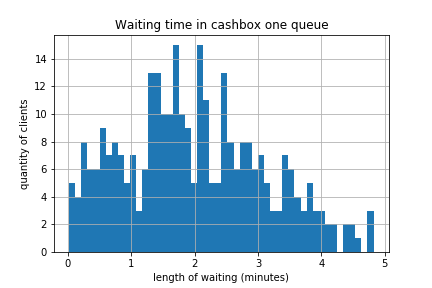 Waiting time in cashbox one queue
14
12
10
8
6
4
2
0
quantity of clients
0 1 2 3 4 5
length of waiting (minutes)